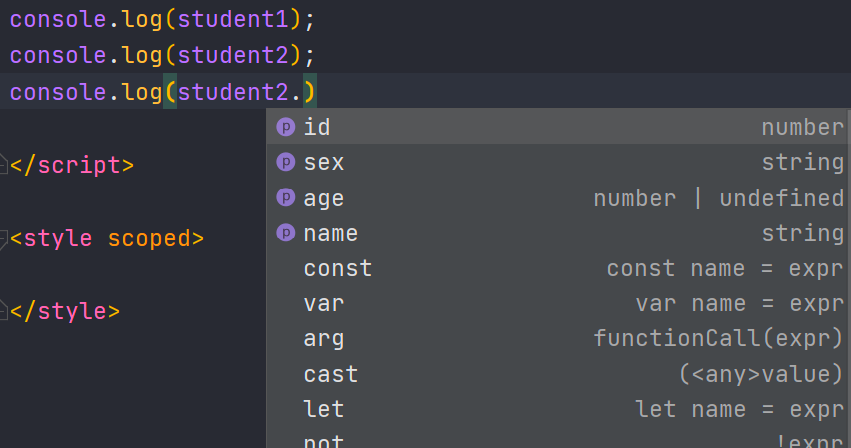 console.log(student1);
console.log(student2);
console.log(student2.)
p id number
p sex string
p age number | undefined
p name string
const const name = expr
var var name = expr
arg functionCall(expr)
cast (<any>value)
let let name = expr
not !expr
</script>
<style scoped>
</style>